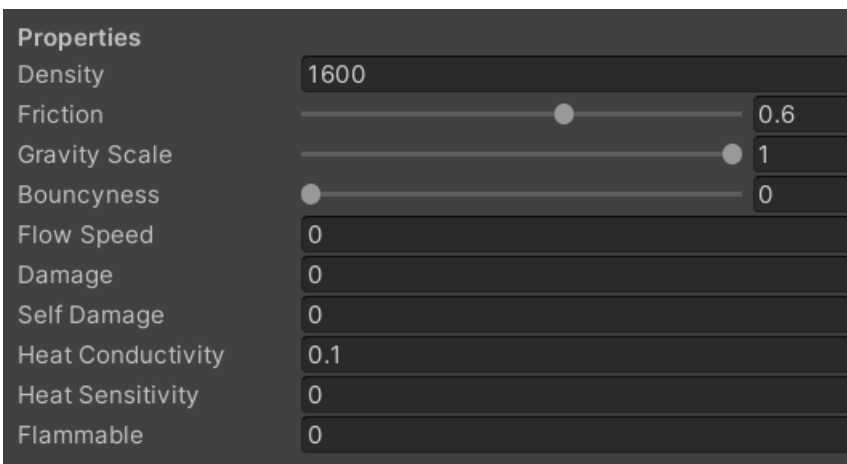 Properties
Density 1600
Friction 0.6
Gravity Scale 1
Bouncyness 0
Flow Speed 0
Damage 0
Self Damage 0
Heat Conductivity 0.1
Heat Sensitivity 0
Flammable 0